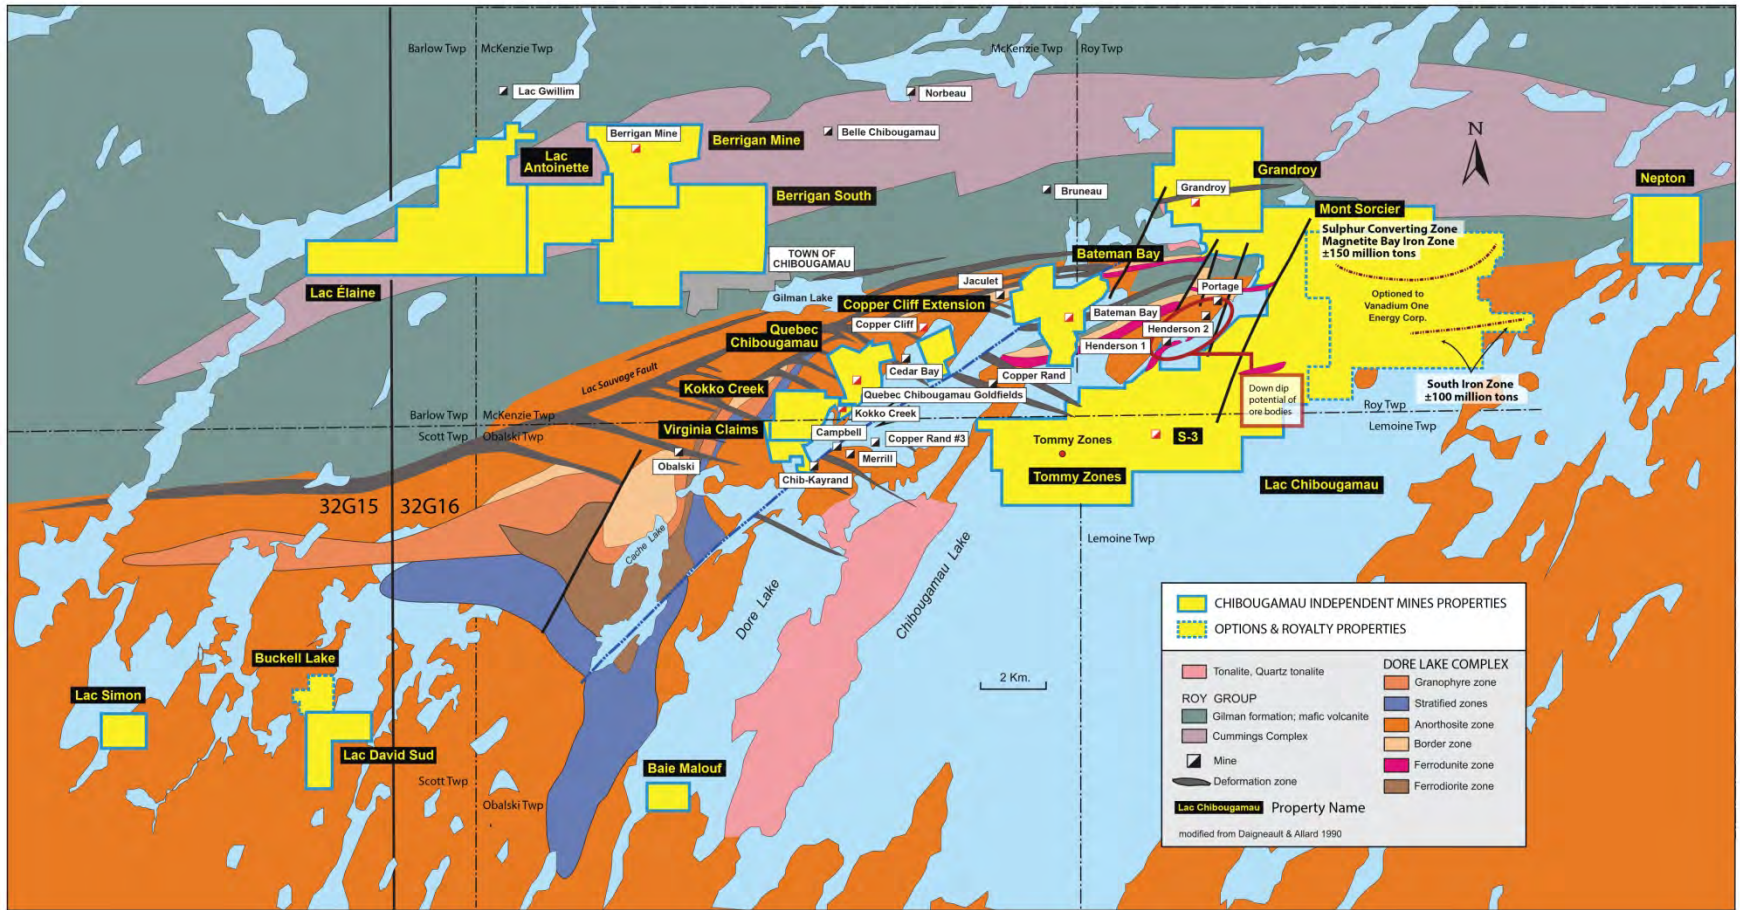 Barlow Twp
McKenzie Twp
McKenzie Twp
Roy Twp
Lac Gwillim
Norbeau
Berrigan Mine
Berrigan Mine
Belle Chibougamau
Lac
Antoinette
Berrigan South
Bruneau
Grandroy
Grandroy
N
Nepton
Mont Sorcier
Sulphur Converting Zone
Magnetite Bay Iron Zone
±150 million tons
TOWN OF
CHIBOUGAMAU
Bateman Bay
Lac Élaine
Gilman Lake
Jaculet
Portage
Optioned to
Vanadium One
Energy Corp.
Copper Cliff Extension
Copper Cliff
Bateman Bay
Henderson 2
Quebec
Chibougamau
Henderson 1
Lac Sauvage Fault
Cedar Bay
Copper Rand
Kokko Creek
Quebec Chibougamau Goldfields
Down dip
potential of
ore bodies
South Iron Zone
±100 million tons
Barlow Twp
McKenzie Twp
Kokko Creek
Roy Twp
Lemoine Twp
Scott Twp
Obalski Twp
Virginia Claims
Campbell
Copper Rand #3
Tommy Zones
S-3
Obalski
Merrill
Chib-Kayrand
Tommy Zones
Lac Chibougamau
32G15
32G16
Cache Lake
Dore Lake
Chibougamau Lake
Lemoine Twp
Buckell Lake
Lac Simon
Lac David Sud
Baie Malouf
Scott Twp
Obalski Twp
2 Km.
CHIBOUGAMAU INDEPENDENT MINES PROPERTIES
OPTIONS & ROYALTY PROPERTIES
Tonalite, Quartz tonalite
ROY GROUP
Gilman formation; mafic volcanite
Cummings Complex
Mine
Deformation zone
Lac Chibougamau
Property Name
modified from Daigneault & Allard 1990
DORE LAKE COMPLEX
Granophyre zone
Stratified zones
Anorthosite zone
Border zone
Ferrodunite zone
Ferrodiorite zone